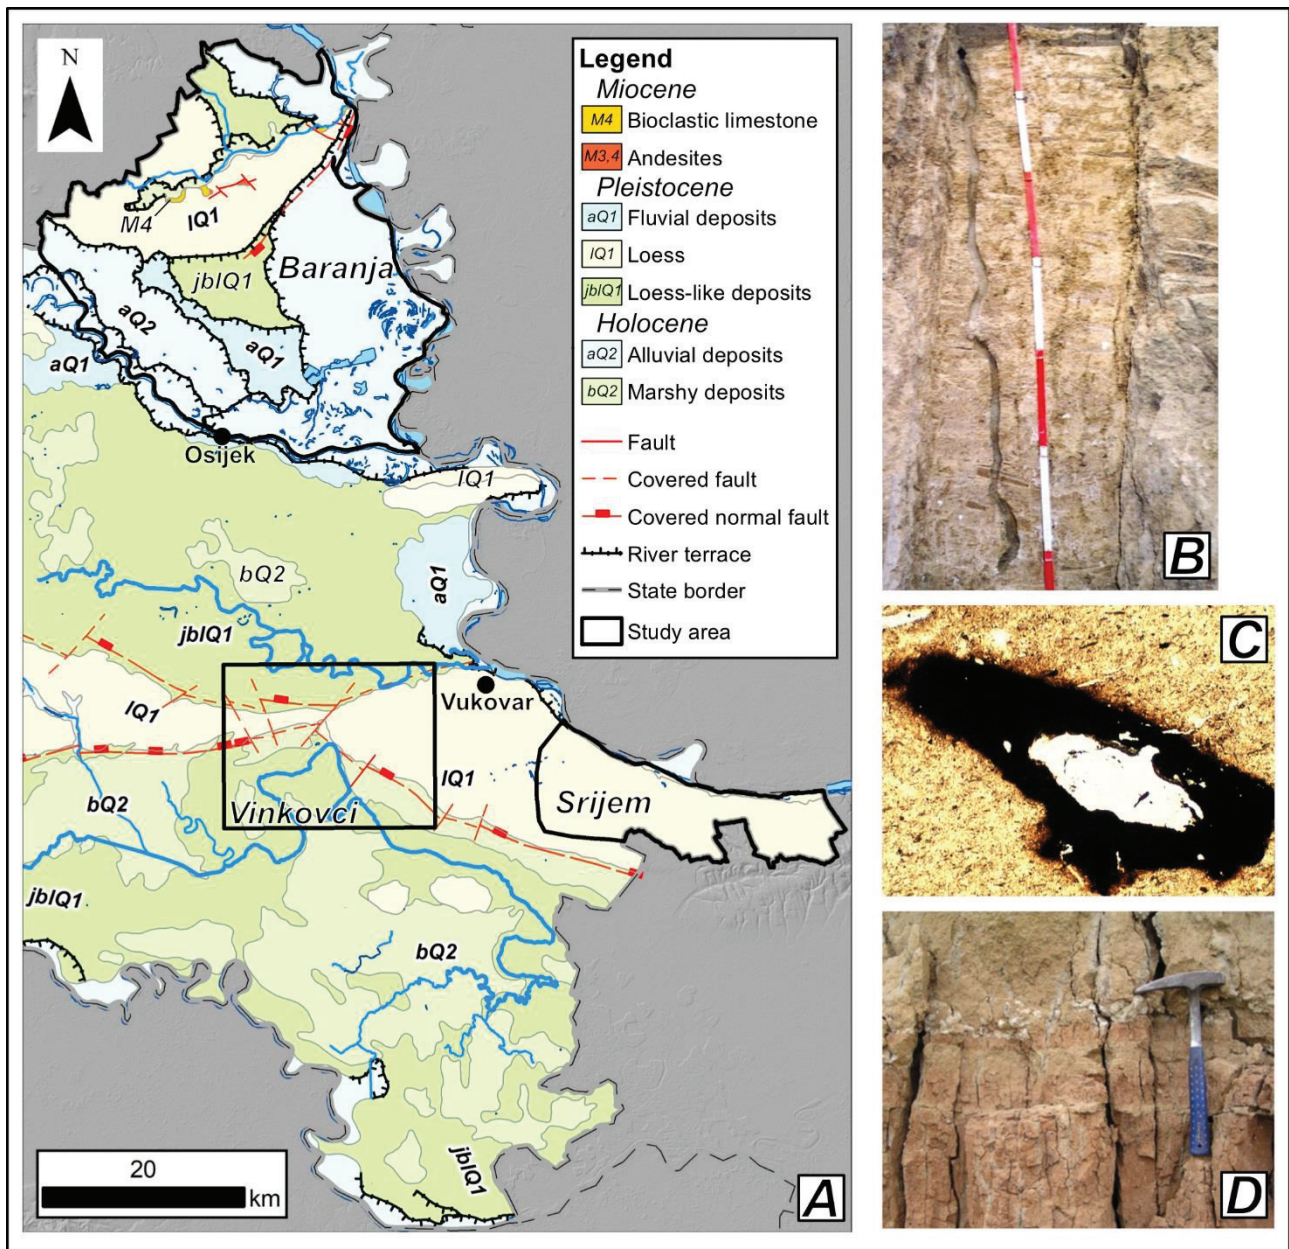 N
Legend
Miocene
M4 Bioclastic limestone
M3,4 Andesites
Pleistocene
aQ1 Fluvial deposits
lQ1 Loess
jblQ1 Loess-like deposits
Holocene
aQ2 Alluvial deposits
bQ2 Marshy deposits
Fault
Covered fault
Covered normal fault
River terrace
State border
Study area
M4
lQ1
Baranja
jblQ1
aQ2
aQ1
aQ1
Osijek
lQ1
bQ2
aQ1
jblQ1
lQ1
Vukovar
lQ1
Srijem
bQ2
Vinkovci
jblQ1
bQ2
jblQ1
20
km
A
B
C
D